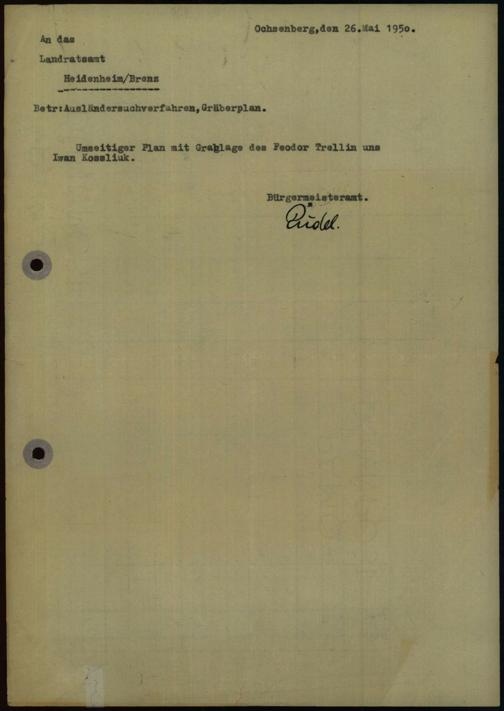 Ochsenberg,den 26.Mai 1950.
An das
Landratsamt
Heidenheim/Brenz
Betr:Ausländersuchverfahren,Gräberplan.
Umseitiger Plan mit Grablage des Feodor Trellin uns
Iwan Kossliuk.
Bürgermeisteramt.
Rüdel.